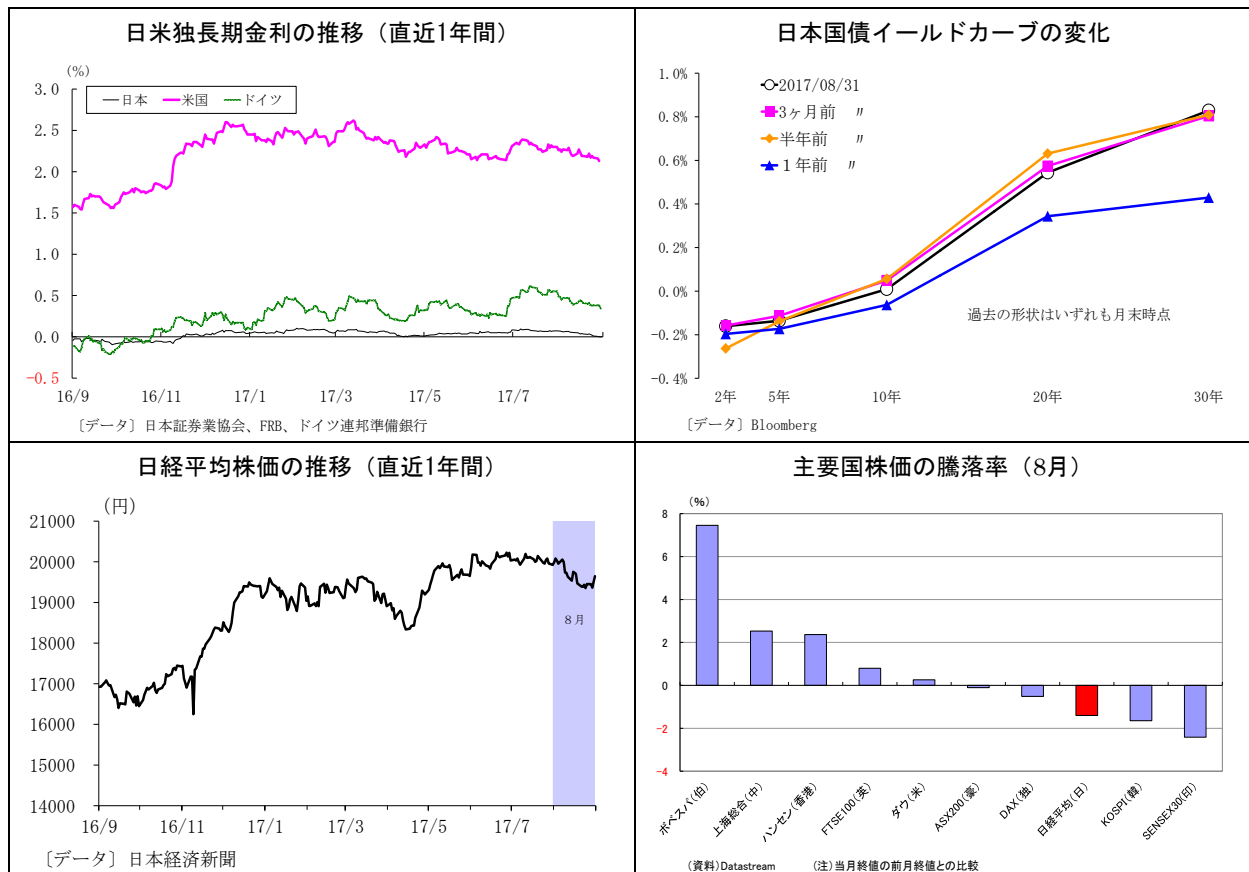 日米独長期金利の推移（直近1年間）
(%)
3.0
2.5
2.0
1.5
1.0
0.5
0.0
-0.5
日本 米国 ドイツ
16/9 16/11 17/1 17/3 17/5 17/7
〔データ〕日本証券業協会、FRB、ドイツ連邦準備銀行
日本国債イールドカーブの変化
1.0%
0.8%
0.6%
0.4%
0.2%
0.0%
-0.2%
-0.4%
2017/08/31
3ヶ月前 〃
半年前 〃
1年前 〃
過去の形状はいずれも月末時点
2年 5年 10年 20年 30年
〔データ〕Bloomberg
日経平均株価の推移（直近1年間）
(円)
21000
20000
19000
18000
17000
16000
15000
14000
8月
16/9 16/11 17/1 17/3 17/5 17/7
〔データ〕日本経済新聞
主要国株価の騰落率（8月）
(%)
8
6
4
2
0
-2
-4
ボベスパ(伯)
上海総合(中)
ハンセン(香港)
FTSE100(英)
ダウ(米)
ASX200(豪)
DAX(独)
日経平均(日)
KOSPI(韓)
SENSEX30(印)
(資料)Datastream (注)当月終値の前月終値との比較